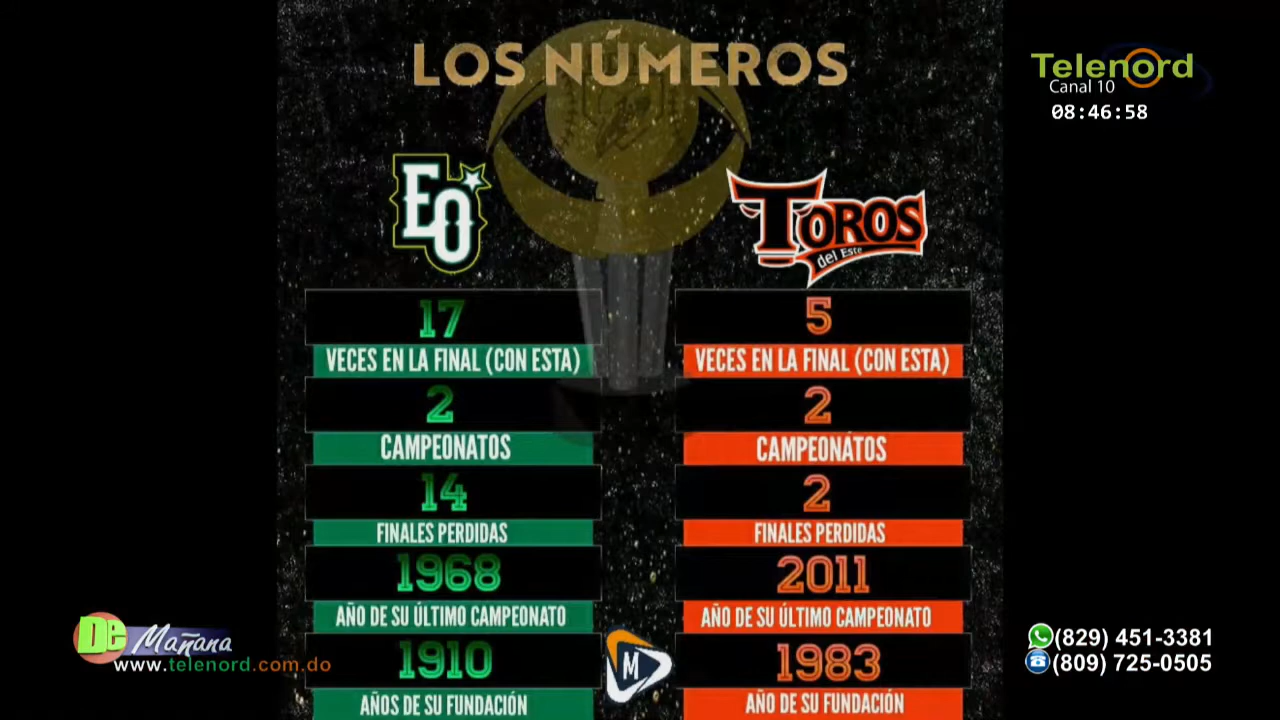 LOS NÚMEROS
Telenord
Canal 10
08:46:58
EO
TOROS
del Este
17
VECES EN LA FINAL (CON ESTA)
2
CAMPEONATOS
14
FINALES PERDIDAS
1968
AÑO DE SU ÚLTIMO CAMPEONATO
1910
AÑOS DE SU FUNDACIÓN
5
VECES EN LA FINAL (CON ESTA)
2
CAMPEONATOS
2
FINALES PERDIDAS
2011
AÑO DE SU ÚLTIMO CAMPEONATO
1983
AÑO DE SU FUNDACIÓN
M
De Mañana
www.telenord.com.do
(829) 451-3381
(809) 725-0505